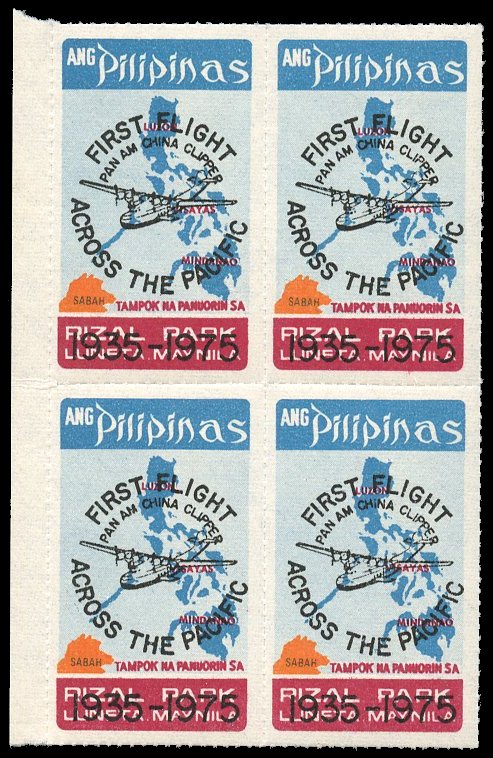 ANG Pilipinas
LUZON
FIRST FLIGHT
PAN AM CHINA CLIPPER
VISAYAS
ACROSS THE PACIFIC
MINDANAO
SABAH
TAMPOK NA PANUORIN SA
RIZAL PARK
1935-1975
LUNETA, MAYNILA
ANG Pilipinas
LUZON
FIRST FLIGHT
PAN AM CHINA CLIPPER
VISAYAS
ACROSS THE PACIFIC
MINDANAO
SABAH
TAMPOK NA PANUORIN SA
RIZAL PARK
1935-1975
LUNETA, MAYNILA
ANG Pilipinas
LUZON
FIRST FLIGHT
PAN AM CHINA CLIPPER
VISAYAS
ACROSS THE PACIFIC
MINDANAO
SABAH
TAMPOK NA PANUORIN SA
RIZAL PARK
1935-1975
LUNETA, MAYNILA
ANG Pilipinas
LUZON
FIRST FLIGHT
PAN AM CHINA CLIPPER
VISAYAS
ACROSS THE PACIFIC
MINDANAO
SABAH
TAMPOK NA PANUORIN SA
RIZAL PARK
1935-1975
LUNETA, MAYNILA